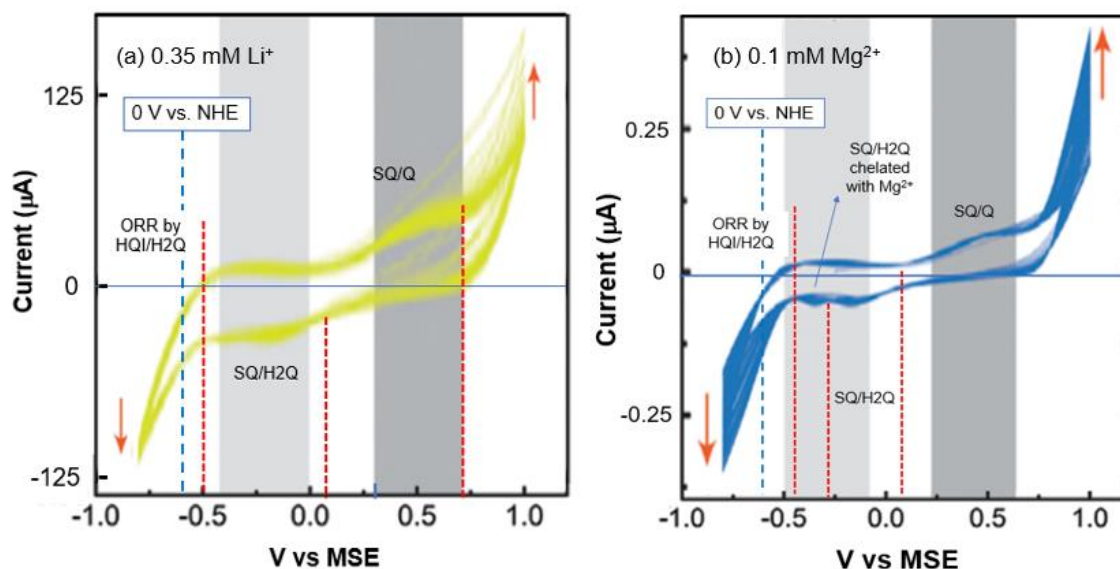 (a) 0.35 mM Li⁺
0 V vs. NHE
ORR by
HQI/H2Q
SQ/Q
SQ/H2Q
125
0
-125
Current (µA)
-1.0
-0.5
0.0
0.5
1.0
V vs MSE
(b) 0.1 mM Mg²⁺
0 V vs. NHE
SQ/H2Q
chelated
with Mg²⁺
ORR by
HQI/H2Q
SQ/Q
SQ/H2Q
0.25
0
-0.25
Current (µA)
-1.0
-0.5
0.0
0.5
1.0
V vs MSE